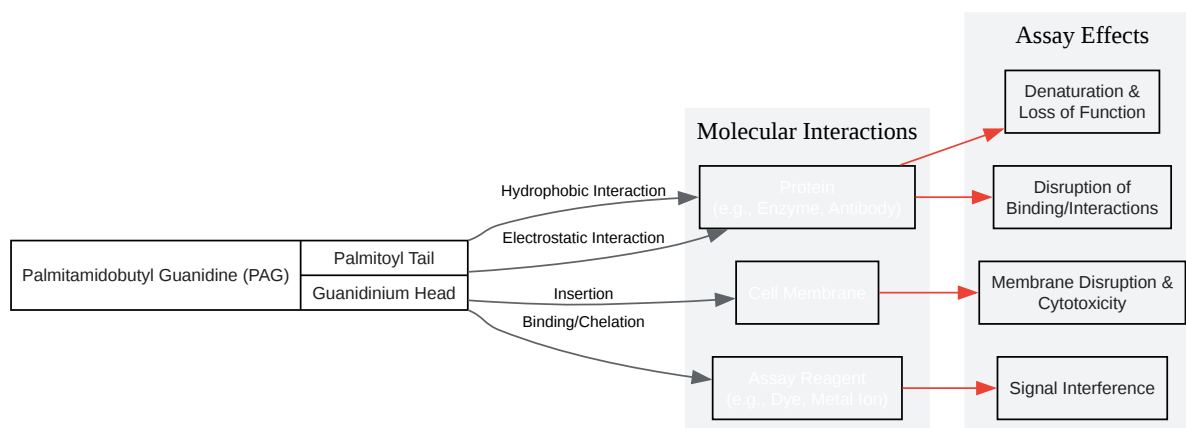 Assay Effects
Denaturation &
Loss of Function
Molecular Interactions
Hydrophobic Interaction
Protein
(e.g., Enzyme, Antibody)
Disruption of
Binding/Interactions
Electrostatic Interaction
Palmitamidobutyl Guanidine (PAG)
Palmitoyl Tail
Guanidinium Head
Insertion
Cell Membrane
Membrane Disruption &
Cytotoxicity
Binding/Chelation
Assay Reagent
(e.g., Dye, Metal Ion)
Signal Interference